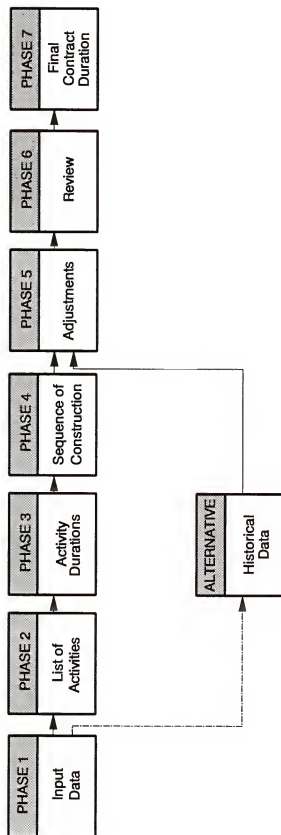 PHASE 1
Input
Data
PHASE 2
List of
Activities
PHASE 3
Activity
Durations
PHASE 4
Sequence of
Construction
PHASE 5
Adjustments
PHASE 6
Review
PHASE 7
Final
Contract
Duration
ALTERNATIVE
Historical
Data